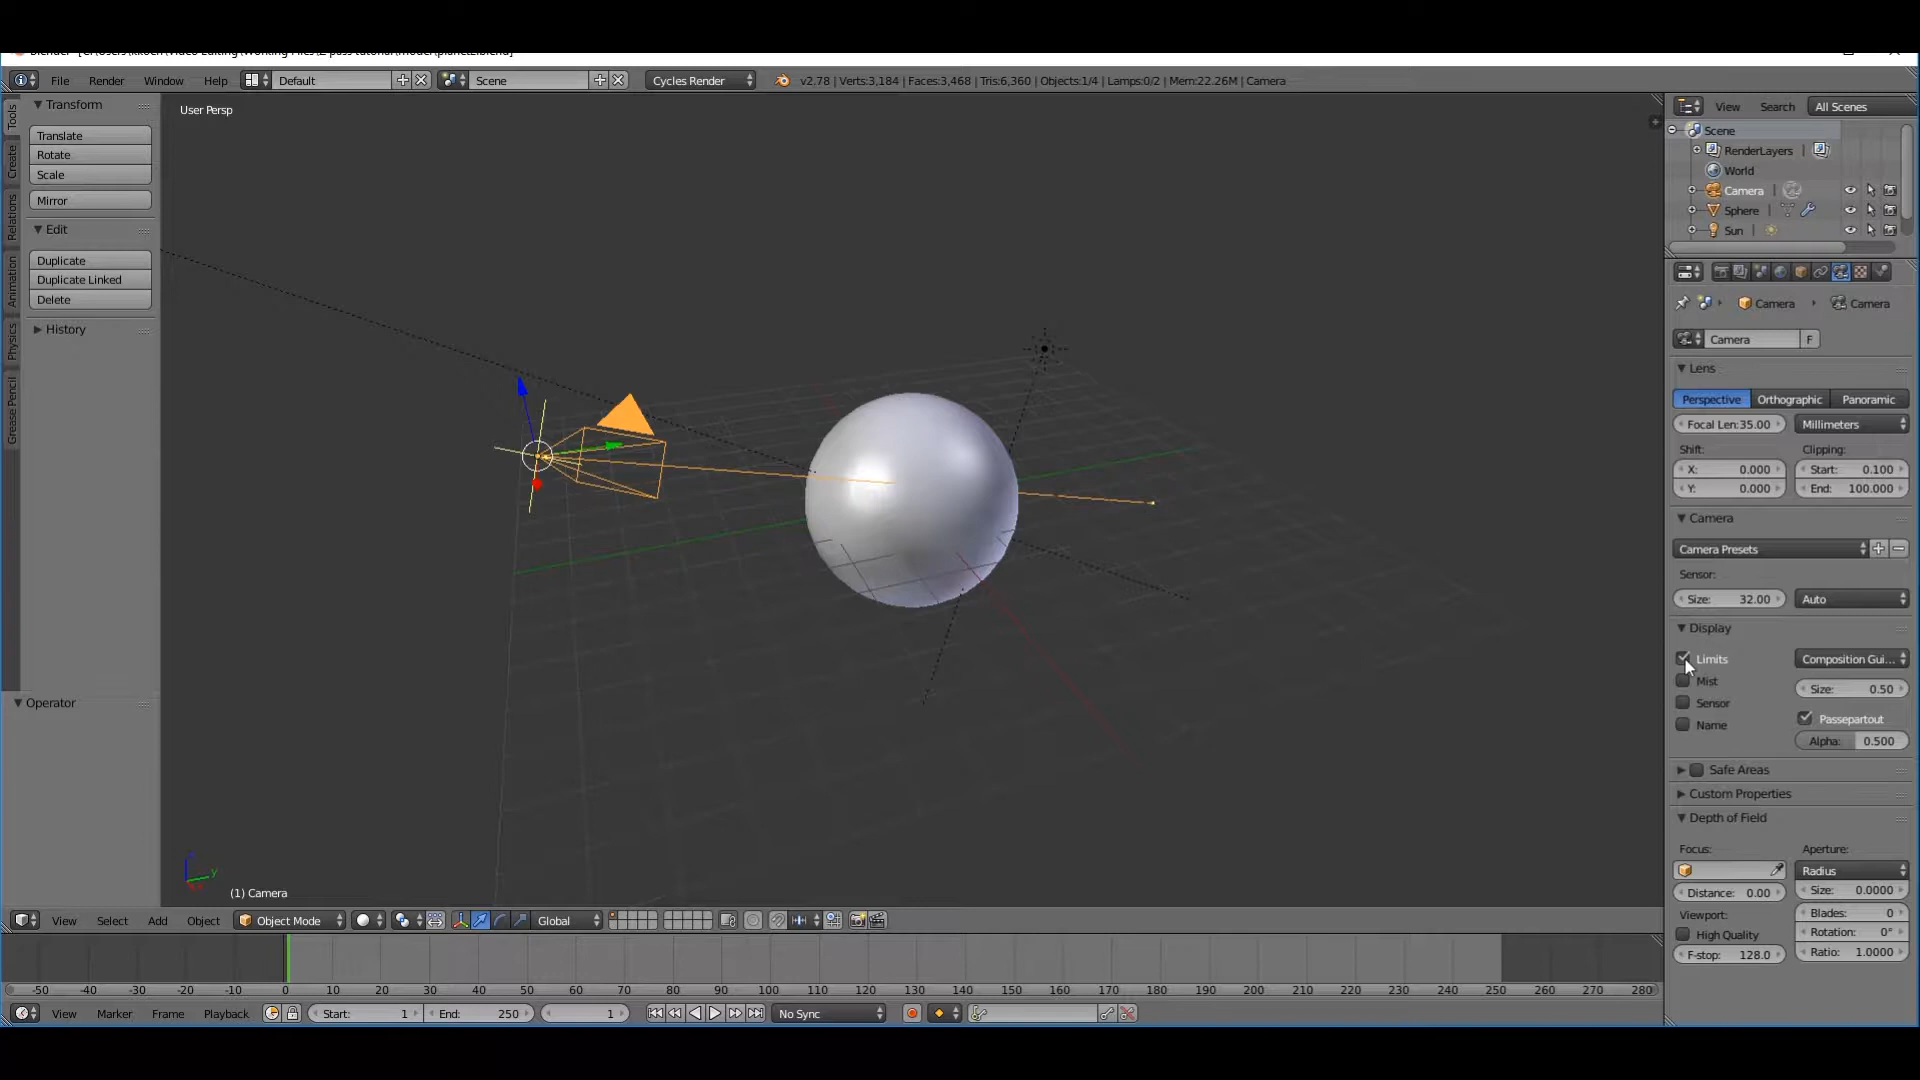 File Render Window Help Default Scene Cycles Render v2.78 | Verts:3,184 | Faces:3,468 | Tris:6,360 | Objects:1/4 | Lamps:0/2 | Mem:22.26M | Camera
Tools
Create
Relations
Animation
Physics
Grease Pencil
Transform
Translate
Rotate
Scale
Mirror
Edit
Duplicate
Duplicate Linked
Delete
History
Operator
User Persp
(1) Camera
View Search All Scenes
Scene
RenderLayers |
World
Camera |
Sphere |
Sun |
Camera Camera
Camera F
Lens
Perspective Orthographic Panoramic
Focal Len:35.00 Millimeters
Shift: Clipping:
X: 0.000 Start: 0.100
Y: 0.000 End: 100.000
Camera
Camera Presets
Sensor:
Size: 32.00 Auto
Display
Limits Composition Gui...
Mist Size: 0.50
Sensor Passepartout
Name Alpha: 0.500
Safe Areas
Custom Properties
Depth of Field
Focus: Aperture:
Radius
Distance: 0.00 Size: 0.0000
Viewport: Blades: 0
High Quality Rotation: 0°
F-stop: 128.0 Ratio: 1.0000
View Select Add Object Object Mode Global
-50 -40 -30 -20 -10 0 10 20 30 40 50 60 70 80 90 100 110 120 130 140 150 160 170 180 190 200 210 220 230 240 250 260 270 280
View Marker Frame Playback Start: 1 End: 250 1 No Sync